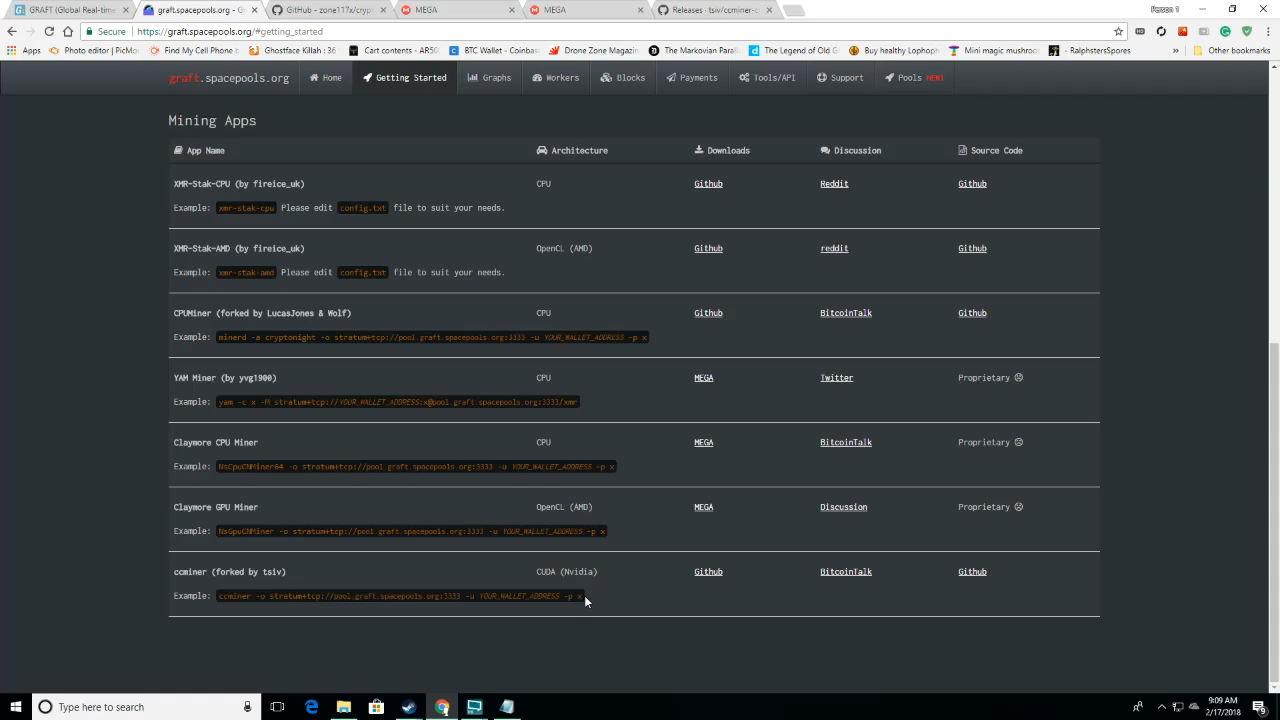 GRAFT (Global Real-time
graft.spacepools.org - G
GitHub - zone117x/cryp
MEGA
MEGA
Releases · tsiv/ccminer-c
Person 1
Secure
https://graft.spacepools.org/#getting_started
Apps
Photo editor | PicMon
Find My Cell Phone b
Ghostface Killah : 36
Cart contents - AR50
BTC Wallet - Coinbas
Drone Zone Magazin
The Markovian Parall
The Legend of Old G
Buy healthy Lophoph
Mini magic mushroo
RalphstersSpores
»
Other bookmarks
graft.spacepools.org
Home
Getting Started
Graphs
Workers
Blocks
Payments
Tools/API
Support
Pools NEW!
Mining Apps
App Name
Architecture
Downloads
Discussion
Source Code
XMR-Stak-CPU (by fireice_uk)
CPU
Github
Reddit
Github
Example: xmr-stak-cpu Please edit config.txt file to suit your needs.
XMR-Stak-AMD (by fireice_uk)
OpenCL (AMD)
Github
reddit
Github
Example: xmr-stak-amd Please edit config.txt file to suit your needs.
CPUMiner (forked by LucasJones & Wolf)
CPU
Github
BitcoinTalk
Github
Example: minerd -a cryptonight -o stratum+tcp://pool.graft.spacepools.org:3333 -u YOUR_WALLET_ADDRESS -p x
YAM Miner (by yvg1900)
CPU
MEGA
Twitter
Proprietary ☹
Example: yam -c x -M stratum+tcp://YOUR_WALLET_ADDRESS:x@pool.graft.spacepools.org:3333/xmr
Claymore CPU Miner
CPU
MEGA
BitcoinTalk
Proprietary ☹
Example: NsCpuCNMiner64 -o stratum+tcp://pool.graft.spacepools.org:3333 -u YOUR_WALLET_ADDRESS -p x
Claymore GPU Miner
OpenCL (AMD)
MEGA
Discussion
Proprietary ☹
Example: NsGpuCNMiner -o stratum+tcp://pool.graft.spacepools.org:3333 -u YOUR_WALLET_ADDRESS -p x
ccminer (forked by tsiv)
CUDA (Nvidia)
Github
BitcoinTalk
Github
Example: ccminer -o stratum+tcp://pool.graft.spacepools.org:3333 -u YOUR_WALLET_ADDRESS -p x
Type here to search
9:09 AM
2/17/2018